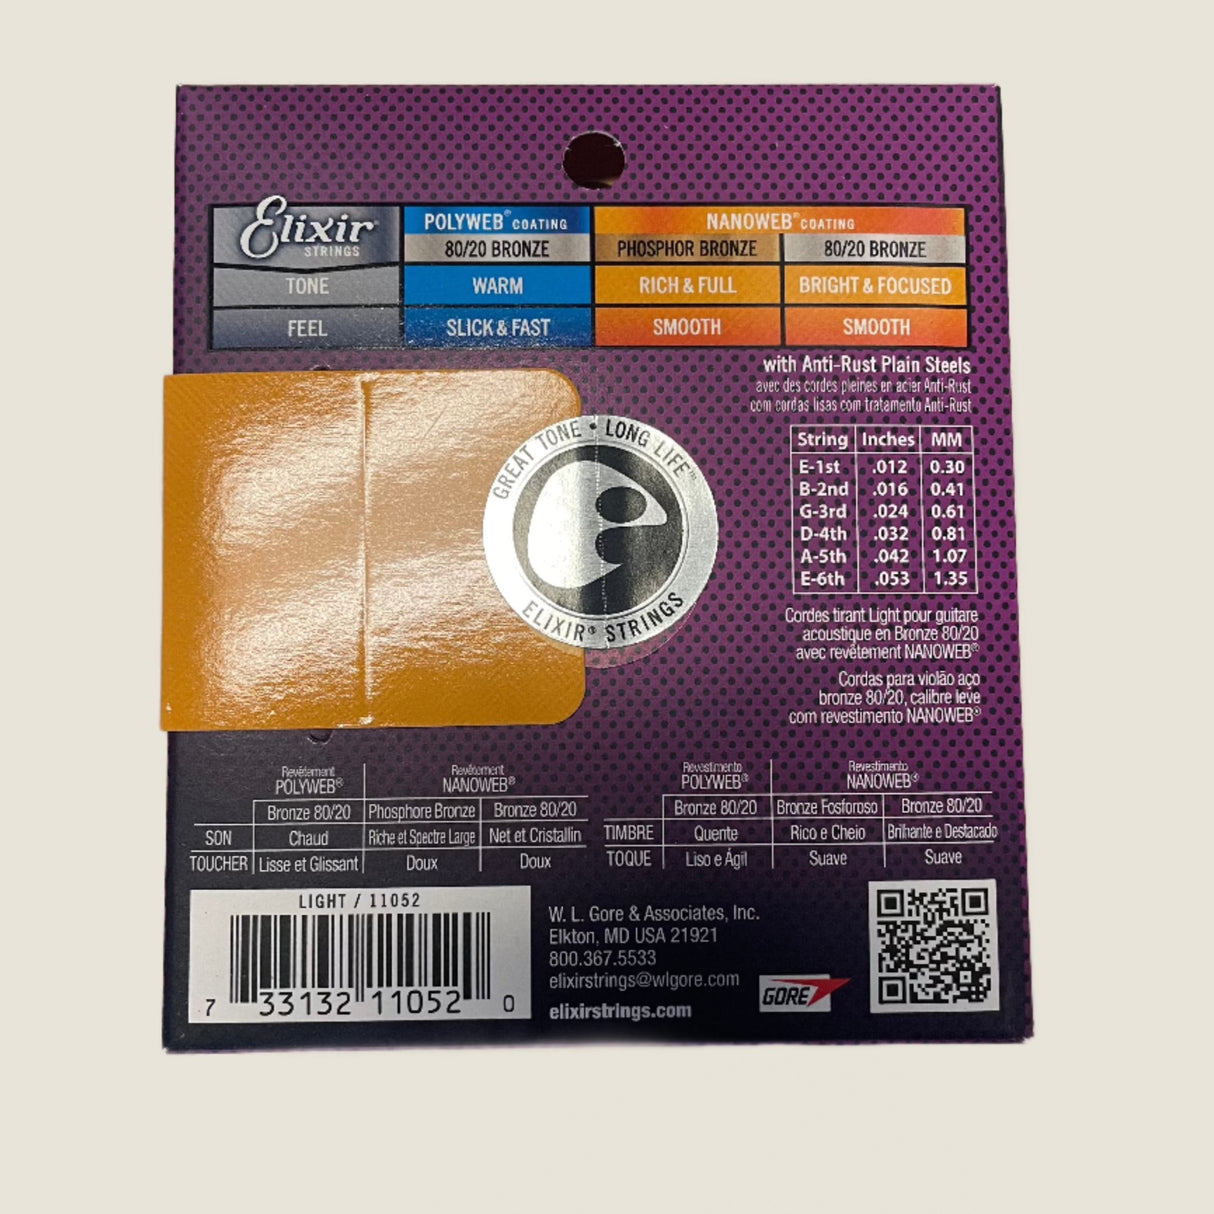 Elixir®
STRINGS
POLYWEB® COATING
NANOWEB® COATING
80/20 BRONZE
PHOSPHOR BRONZE
80/20 BRONZE
TONE
WARM
RICH & FULL
BRIGHT & FOCUSED
FEEL
SLICK & FAST
SMOOTH
SMOOTH
with Anti-Rust Plain Steels
avec des cordes pleines en acier Anti-Rust
com cordas lisas com tratamento Anti-Rust
String Inches MM
E-1st .012 0.30
B-2nd .016 0.41
G-3rd .024 0.61
D-4th .032 0.81
A-5th .042 1.07
E-6th .053 1.35
GREAT TONE • LONG LIFE™
ELIXIR® STRINGS
Cordes tirant Light pour guitare
acoustique en Bronze 80/20
avec revêtement NANOWEB®
Cordas para violão aço
bronze 80/20, calibre leve
com revestimento NANOWEB®
Revêtement
POLYWEB®
Revêtement
NANOWEB®
Bronze 80/20 Phosphore Bronze Bronze 80/20
SON Chaud Riche et Spectre Large Net et Cristallin
TOUCHER Lisse et Glissant Doux Doux
Revestimento
POLYWEB®
Revestimento
NANOWEB®
Bronze 80/20 Bronze Fosforoso Bronze 80/20
TIMBRE Quente Rico e Cheio Brilhante e Destacado
TOQUE Liso e Ágil Suave Suave
LIGHT / 11052
7 33132 11052 0
W. L. Gore & Associates, Inc.
Elkton, MD USA 21921
800.367.5533
elixirstrings@wlgore.com
elixirstrings.com
GORE